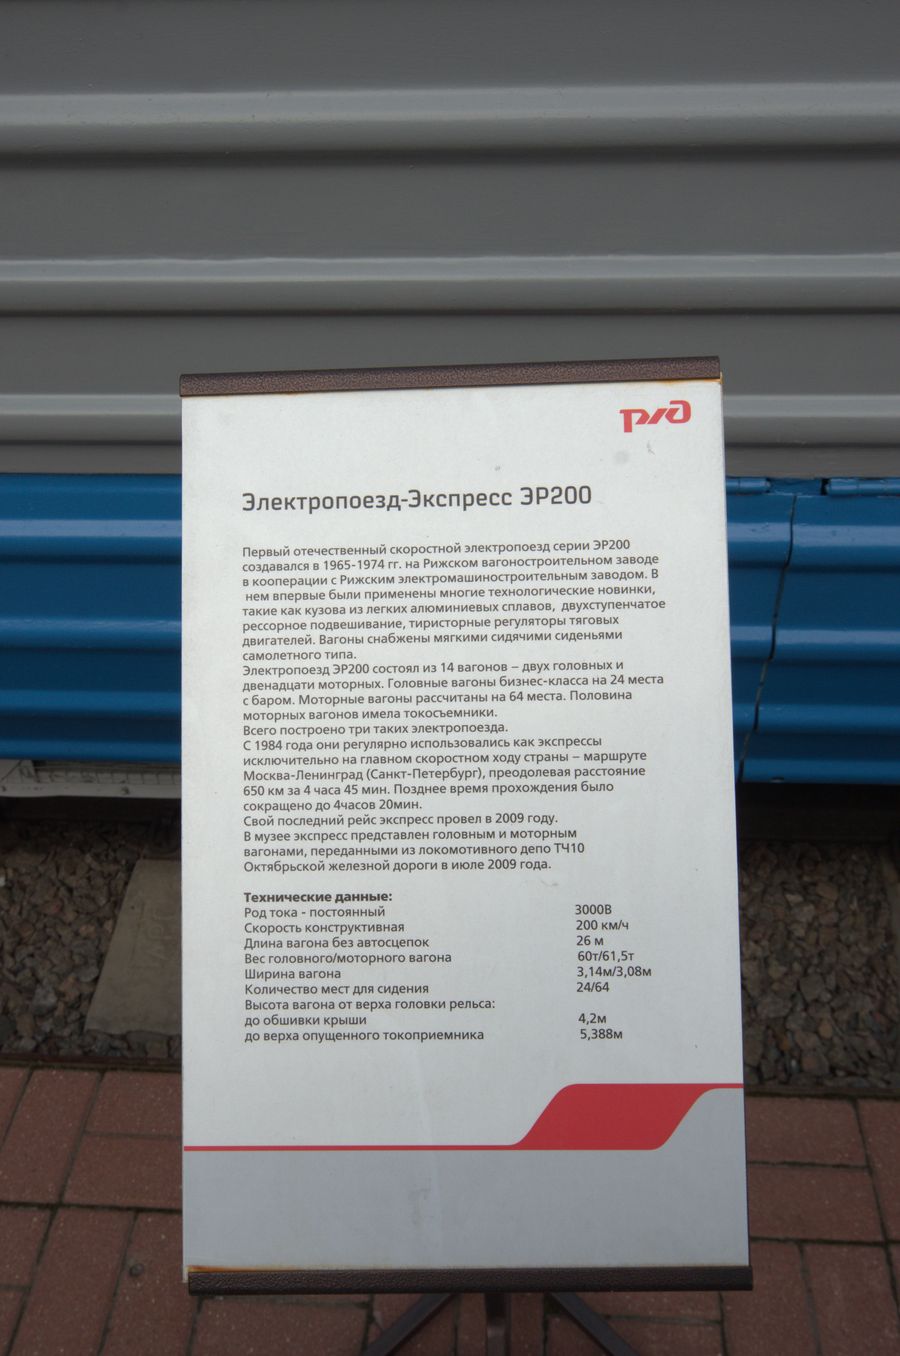 РЖД
Электропоезд-Экспресс ЭР200
Первый отечественный скоростной электропоезд серии ЭР200
создавался в 1965-1974 гг. на Рижском вагоностроительном заводе
в кооперации с Рижским электромашиностроительным заводом. В
нем впервые были применены многие технологические новинки,
такие как кузова из легких алюминиевых сплавов, двухступенчатое
рессорное подвешивание, тиристорные регуляторы тяговых
двигателей. Вагоны снабжены мягкими сидячими сиденьями
самолетного типа.
Электропоезд ЭР200 состоял из 14 вагонов – двух головных и
двенадцати моторных. Головные вагоны бизнес-класса на 24 места
с баром. Моторные вагоны рассчитаны на 64 места. Половина
моторных вагонов имела токосъемники.
Всего построено три таких электропоезда.
С 1984 года они регулярно использовались как экспрессы
исключительно на главном скоростном ходу страны – маршруте
Москва-Ленинград (Санкт-Петербург), преодолевая расстояние
650 км за 4 часа 45 мин. Позднее время прохождения было
сокращено до 4часов 20мин.
Свой последний рейс экспресс провел в 2009 году.
В музее экспресс представлен головным и моторным
вагонами, переданными из локомотивного депо ТЧ10
Октябрьской железной дороги в июле 2009 года.
Технические данные:
Род тока - постоянный 3000В
Скорость конструктивная 200 км/ч
Длина вагона без автосцепок 26 м
Вес головного/моторного вагона 60т/61,5т
Ширина вагона 3,14м/3,08м
Количество мест для сидения 24/64
Высота вагона от верха головки рельса:
до обшивки крыши 4,2м
до верха опущенного токоприемника 5,388м